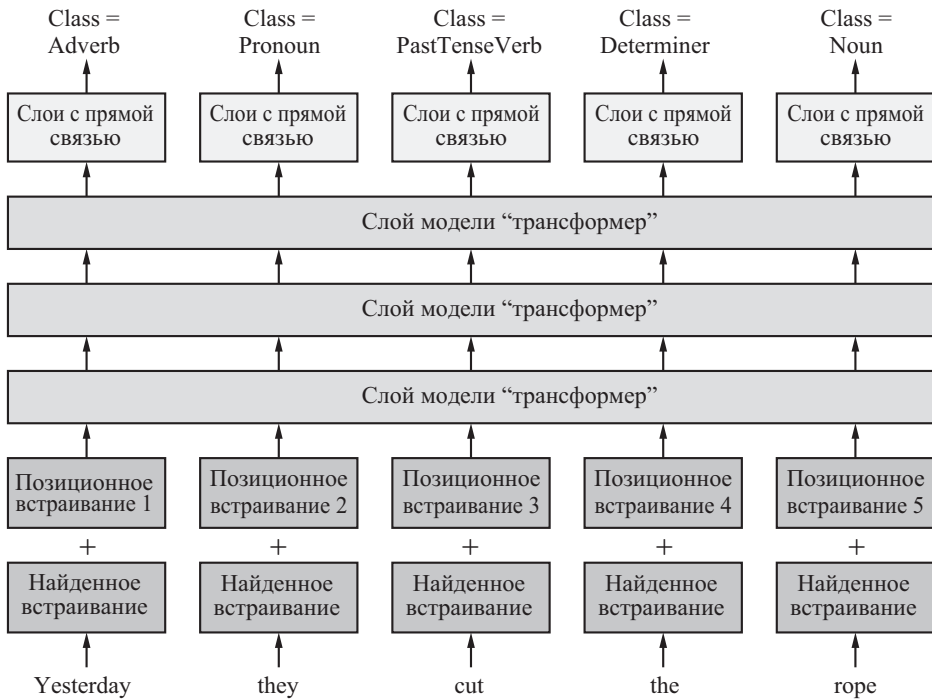 Class =
Adverb
Class =
Pronoun
Class =
PastTenseVerb
Class =
Determiner
Class =
Noun
Слои с прямой
связью
Слои с прямой
связью
Слои с прямой
связью
Слои с прямой
связью
Слои с прямой
связью
Слой модели “трансформер”
Слой модели “трансформер”
Слой модели “трансформер”
Позиционное
встраивание 1
Позиционное
встраивание 2
Позиционное
встраивание 3
Позиционное
встраивание 4
Позиционное
встраивание 5
+ + + + +
Найденное
встраивание
Найденное
встраивание
Найденное
встраивание
Найденное
встраивание
Найденное
встраивание
Yesterday they cut the rope